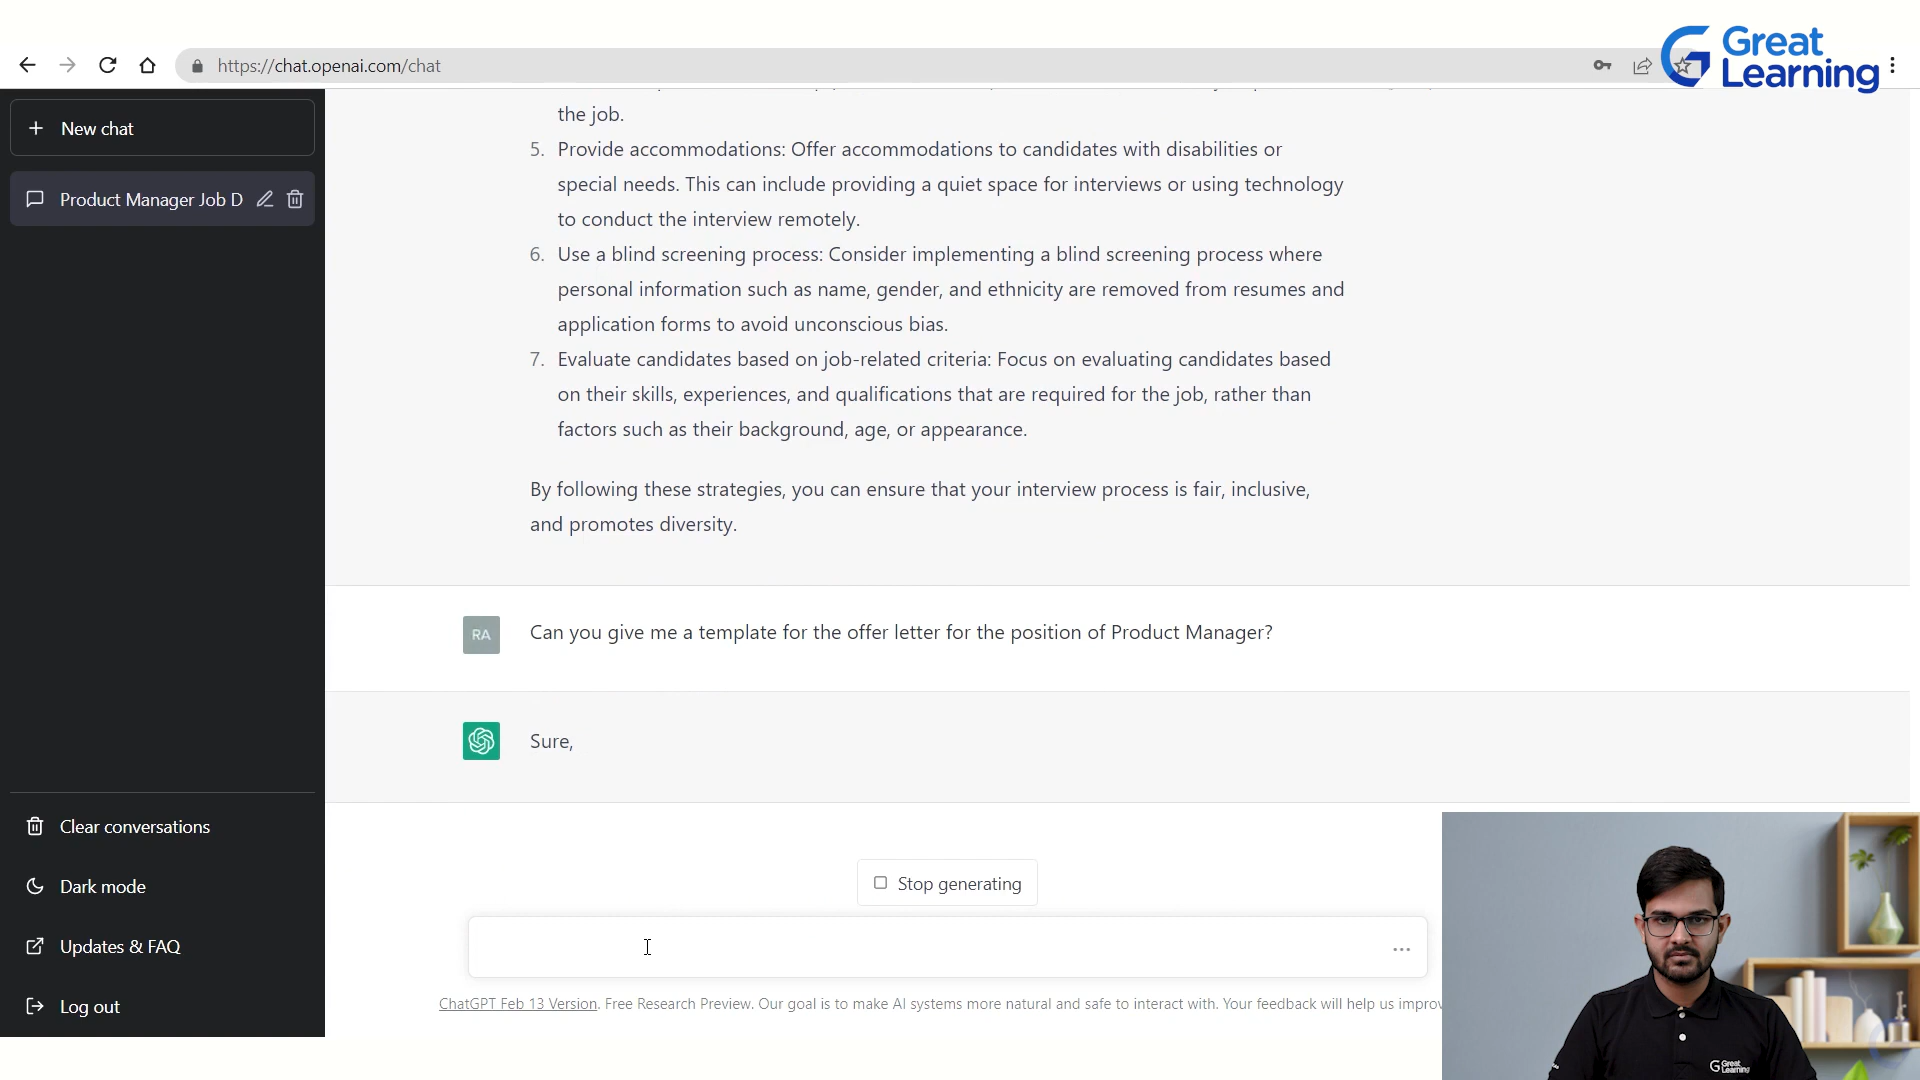 https://chat.openai.com/chat
Great
Learning
New chat
Product Manager Job D
the job.
5. Provide accommodations: Offer accommodations to candidates with disabilities or
special needs. This can include providing a quiet space for interviews or using technology
to conduct the interview remotely.
6. Use a blind screening process: Consider implementing a blind screening process where
personal information such as name, gender, and ethnicity are removed from resumes and
application forms to avoid unconscious bias.
7. Evaluate candidates based on job-related criteria: Focus on evaluating candidates based
on their skills, experiences, and qualifications that are required for the job, rather than
factors such as their background, age, or appearance.
By following these strategies, you can ensure that your interview process is fair, inclusive,
and promotes diversity.
RA
Can you give me a template for the offer letter for the position of Product Manager?
Sure,
Clear conversations
Dark mode
Updates & FAQ
Log out
Stop generating
ChatGPT Feb 13 Version. Free Research Preview. Our goal is to make AI systems more natural and safe to interact with. Your feedback will help us improv
Great
Learning